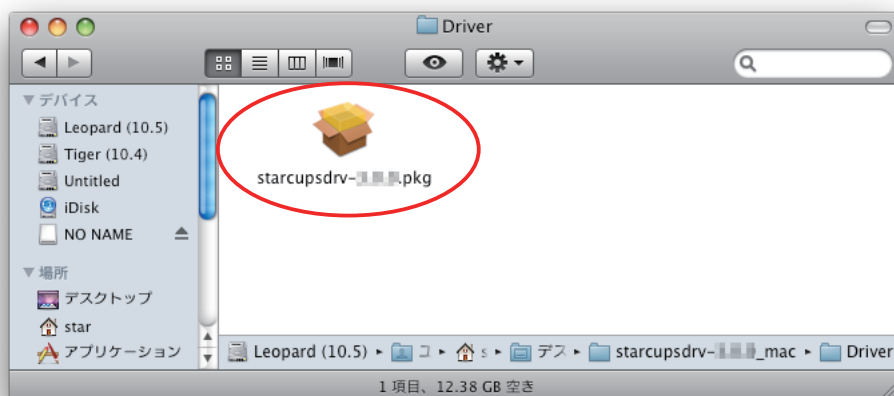 Driver
デバイス
Leopard (10.5)
Tiger (10.4)
Untitled
iDisk
NO NAME
場所
デスクトップ
star
アプリケーション
starcupsdrv- .pkg
Leopard (10.5) ▸ コ ▸ s ▸ デス ▸ starcupsdrv- _mac ▸ Driver
1 項目、12.38 GB 空き